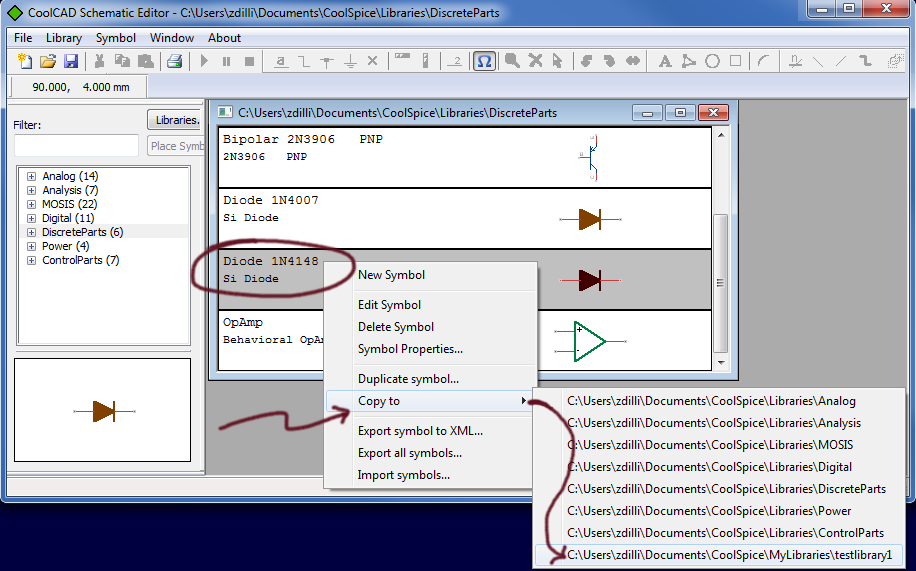 CoolCAD Schematic Editor - C:\Users\zdilli\Documents\CoolSpice\Libraries\DiscreteParts
File Library Symbol Window About
90.000, 4.000 mm
Filter:
Libraries.
Place Symb
Analog (14)
Analysis (7)
MOSIS (22)
Digital (11)
DiscreteParts (6)
Power (4)
ControlParts (7)
C:\Users\zdilli\Documents\CoolSpice\Libraries\DiscreteParts
Bipolar 2N3906 PNP
2N3906 PNP
Diode 1N4007
Si Diode
Diode 1N4148
Si Diode
OpAmp
Behavioral OpAm
New Symbol
Edit Symbol
Delete Symbol
Symbol Properties...
Duplicate symbol...
Copy to
Export symbol to XML...
Export all symbols...
Import symbols...
C:\Users\zdilli\Documents\CoolSpice\Libraries\Analog
C:\Users\zdilli\Documents\CoolSpice\Libraries\Analysis
C:\Users\zdilli\Documents\CoolSpice\Libraries\MOSIS
C:\Users\zdilli\Documents\CoolSpice\Libraries\Digital
C:\Users\zdilli\Documents\CoolSpice\Libraries\DiscreteParts
C:\Users\zdilli\Documents\CoolSpice\Libraries\Power
C:\Users\zdilli\Documents\CoolSpice\Libraries\ControlParts
C:\Users\zdilli\Documents\CoolSpice\MyLibraries\testlibrary1